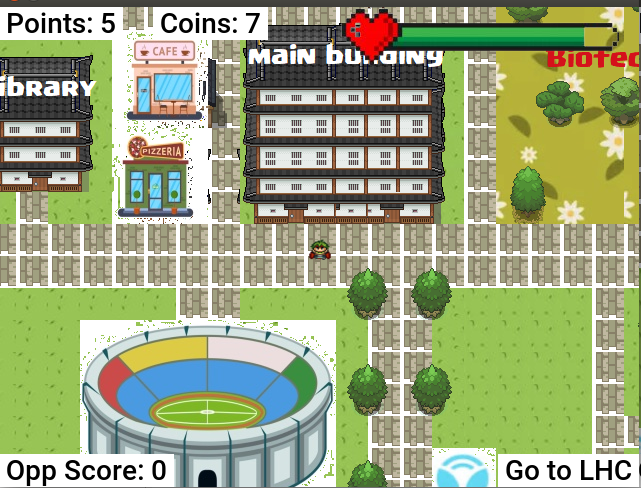 Points: 5 Coins: 7
CAFE
Main building
Biotec
ibrary
PIZZERIA
Opp Score: 0
Go to LHC